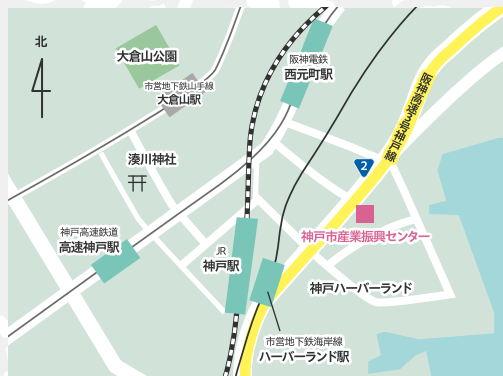 北
大倉山公園
市営地下鉄山手線
大倉山駅
阪神電鉄
西元町駅
阪神高速3号神戸線
湊川神社
2
神戸高速鉄道
高速神戸駅
神戸市産業振興センター
JR
神戸駅
神戸ハーバーランド
市営地下鉄海岸線
ハーバーランド駅